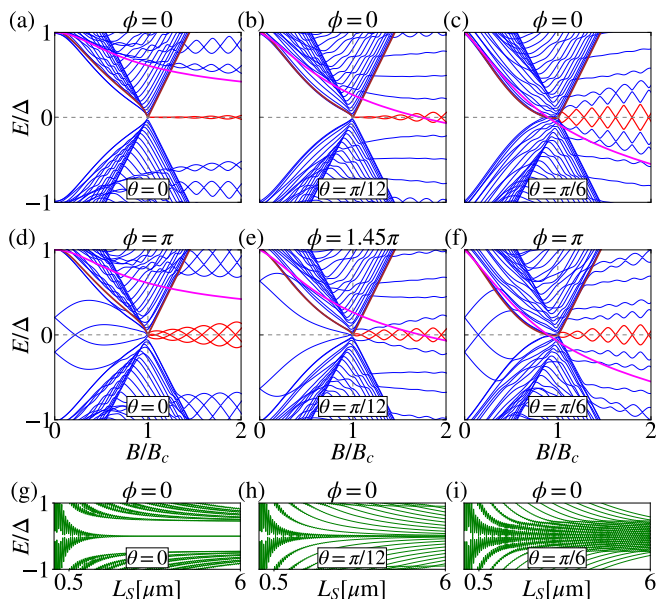 (a) ϕ = 0 (b) ϕ = 0 (c) ϕ = 0
1
E/Δ
0
−1
θ = 0 θ = π/12 θ = π/6
(d) ϕ = π (e) ϕ = 1.45π (f) ϕ = π
1
E/Δ
0
−1
θ = 0 θ = π/12 θ = π/6
0 1 2 0 1 2 0 1 2
B/B_c B/B_c B/B_c
(g) ϕ = 0 (h) ϕ = 0 (i) ϕ = 0
1
E/Δ
−1
θ = 0 θ = π/12 θ = π/6
0.5 6 0.5 6 0.5 6
L_S[μm] L_S[μm] L_S[μm]